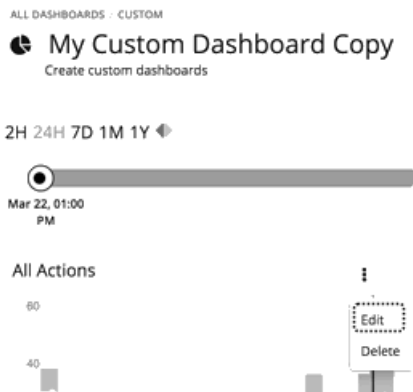 ALL DASHBOARDS / CUSTOM
My Custom Dashboard Copy
Create custom dashboards
2H 24H 7D 1M 1Y
Mar 22, 01:00
PM
All Actions
60
Edit
Delete
40